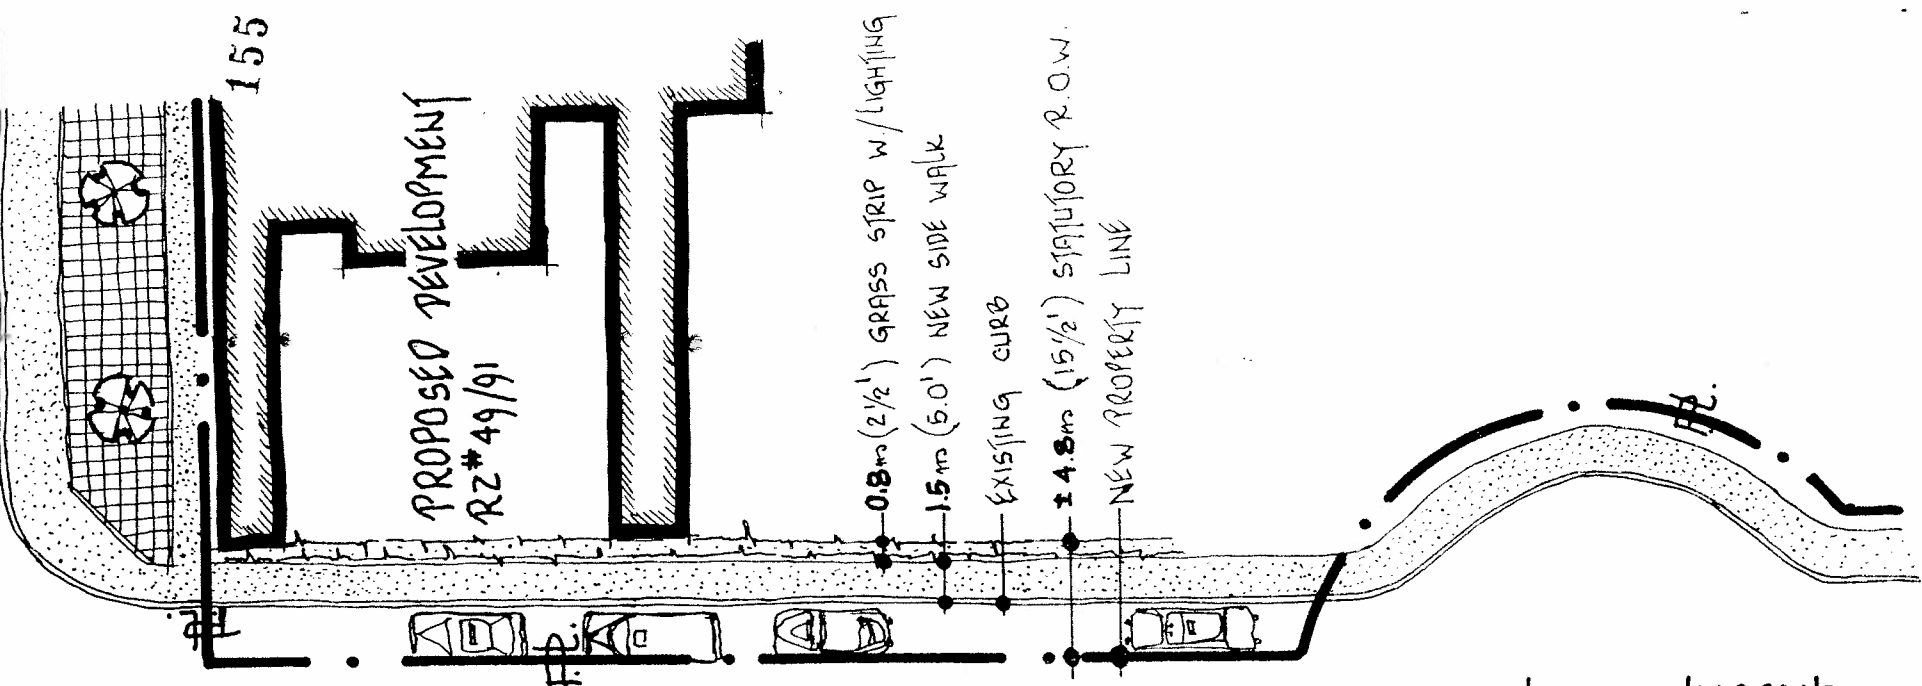 155
PROPOSED DEVELOPMENT
RZ#49/91
0.8m (2½') GRASS STRIP W/LIGHTING
1.5m (5.0') NEW SIDE WALK
EXISTING CURB
±4.8m (15½') STATUTORY R.O.W.
NEW PROPERTY LINE